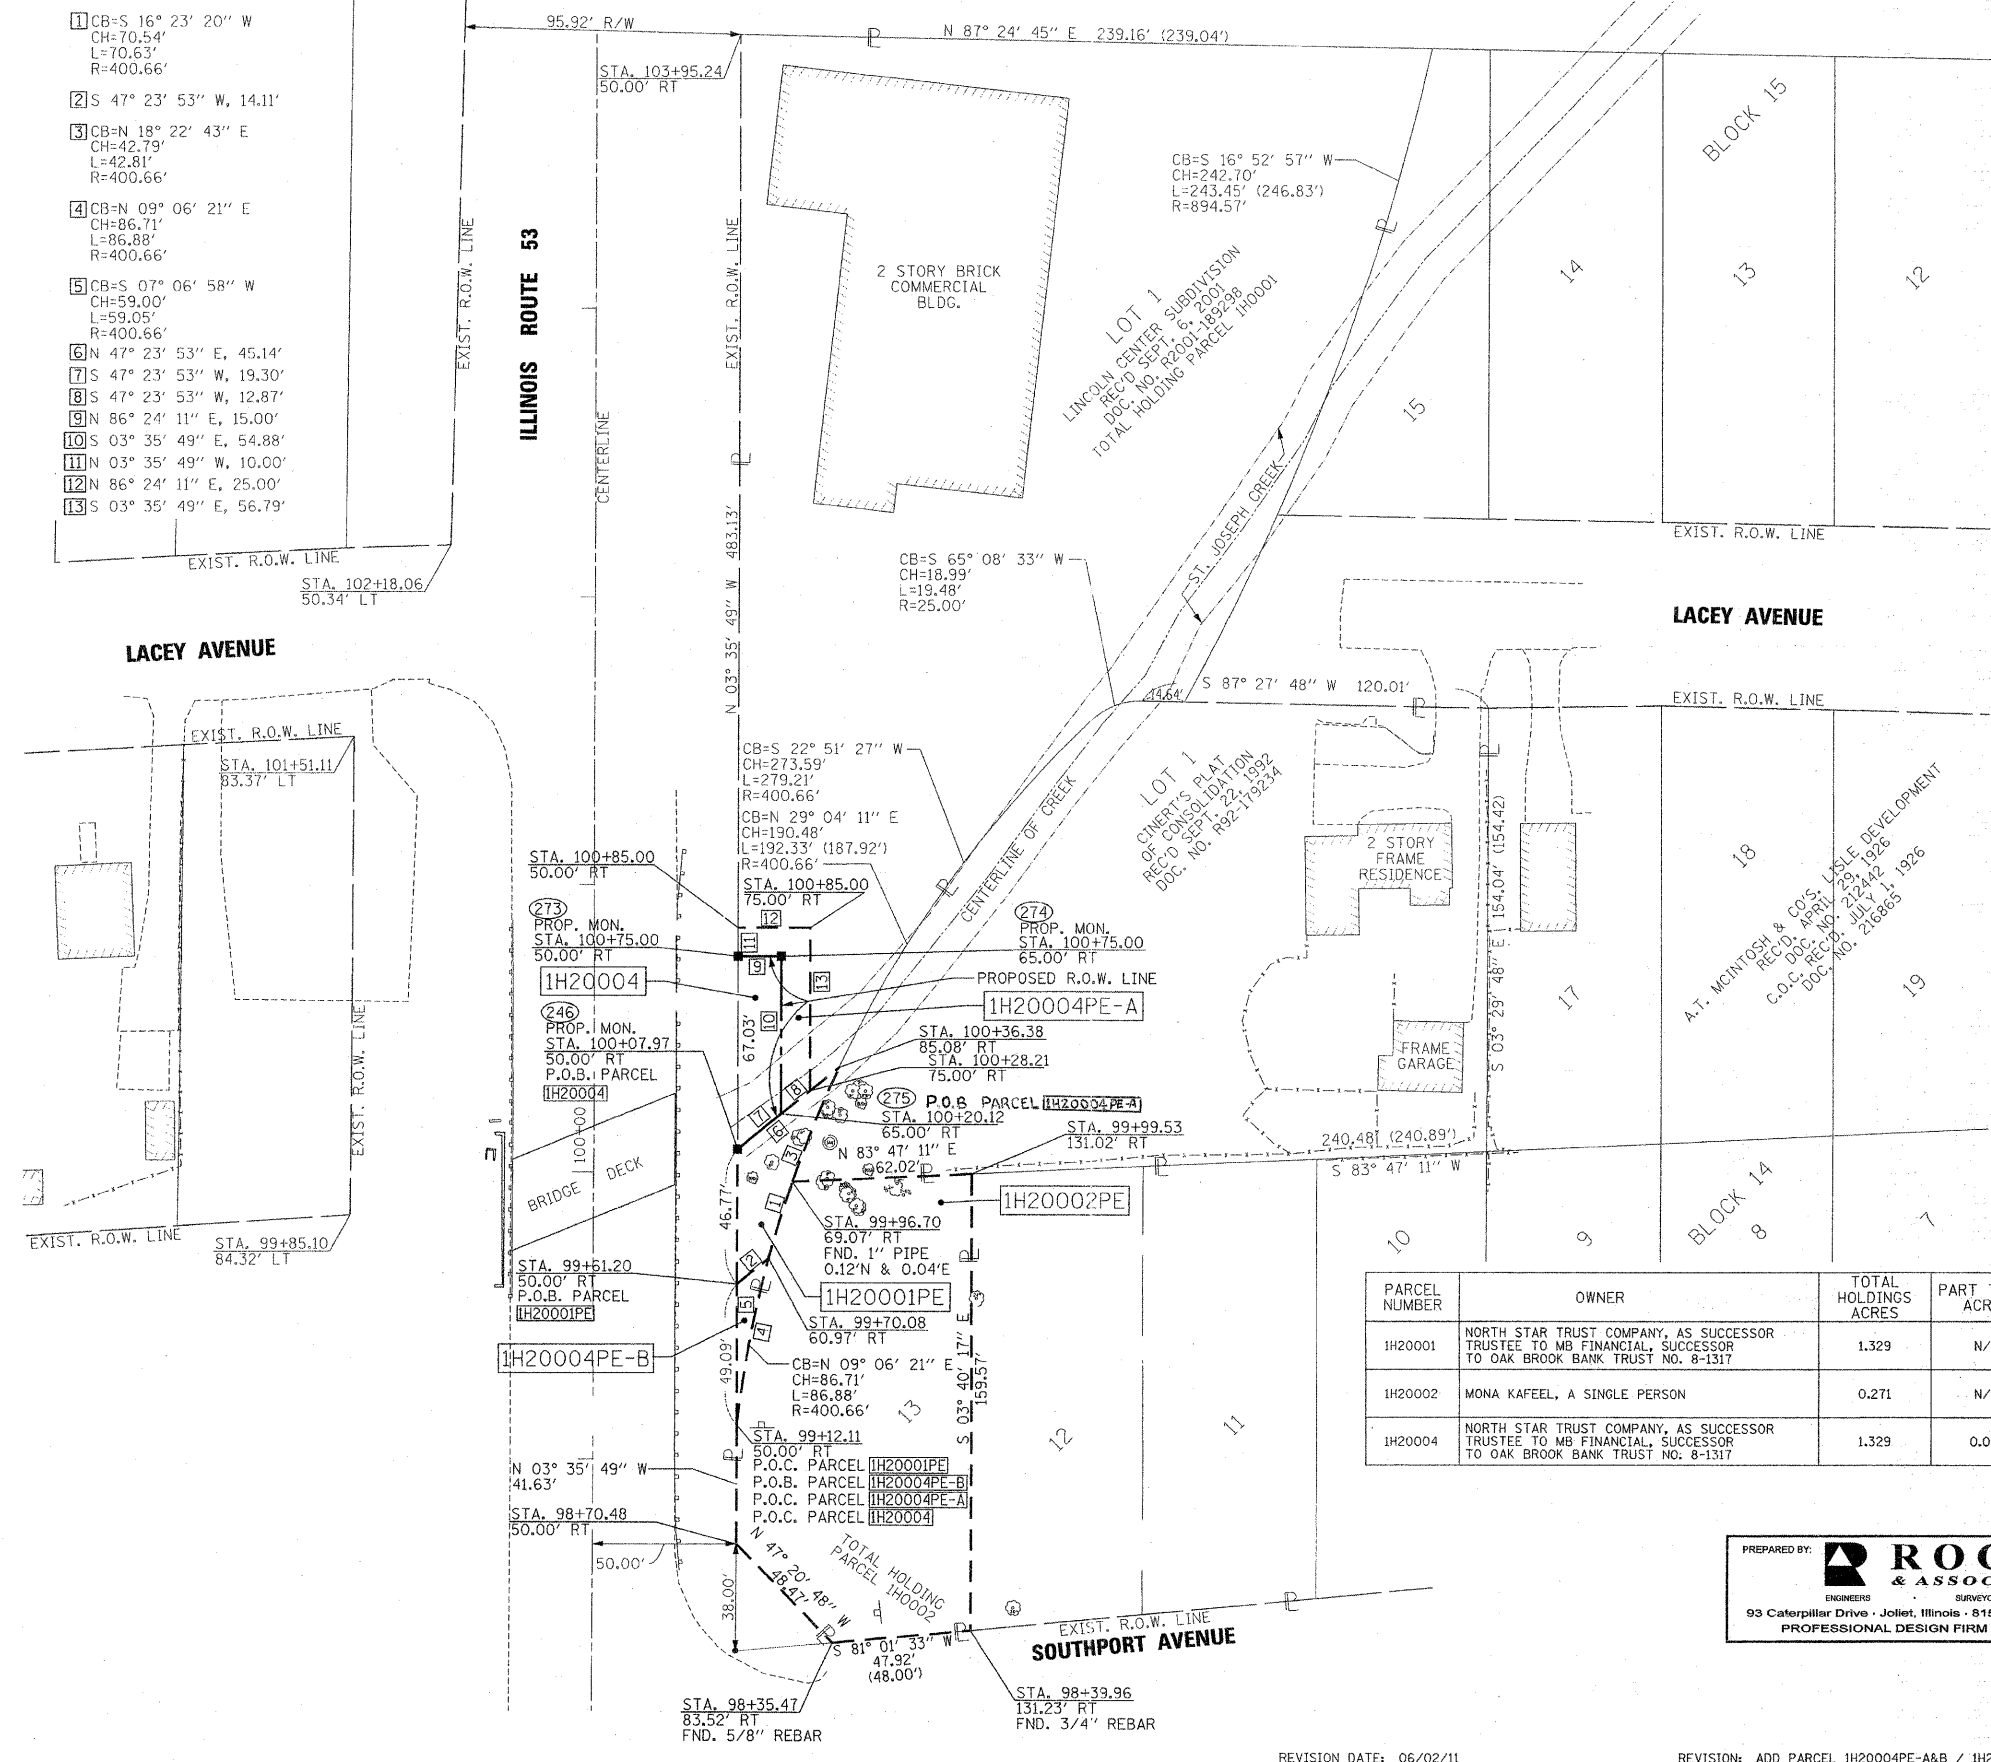 1 CB=S 16° 23' 20" W
CH=70.54'
L=70.63'
R=400.66'
2 S 47° 23' 53" W, 14.11'
3 CB=N 18° 22' 43" E
CH=42.79'
L=42.81'
R=400.66'
4 CB=N 09° 06' 21" E
CH=86.71'
L=86.88'
R=400.66'
5 CB=S 07° 06' 58" W
CH=59.00'
L=59.05'
R=400.66'
6 N 47° 23' 53" E, 45.14'
7 S 47° 23' 53" W, 19.30'
8 S 47° 23' 53" W, 12.87'
9 N 86° 24' 11" E, 15.00'
10 S 03° 35' 49" E, 54.88'
11 N 03° 35' 49" W, 10.00'
12 N 86° 24' 11" E, 25.00'
13 S 03° 35' 49" E, 56.79'
EXIST. R.O.W. LINE
STA. 102+18.06
50.34' LT
LACEY AVENUE
EXIST. R.O.W. LINE
STA. 101+51.11
83.37' LT
EXIST. R.O.W. LINE
EXIST. R.O.W. LINE
STA. 99+85.10
84.32' LT
EXIST. R.O.W. LINE
ILLINOIS ROUTE 53
CENTERLINE
95.92' R/W
STA. 103+95.24
50.00' RT
N 87° 24' 45" E 239.16' (239.04')
EXIST. R.O.W. LINE
N 03° 35' 49" W 483.13'
2 STORY BRICK
COMMERCIAL
BLDG.
CB=S 16° 52' 57" W
CH=242.70'
L=243.45' (246.83')
R=894.57'
LOT 1
LINCOLN CENTER SUBDIVISION
REC'D SEPT. 6, 2001
DOC. NO. R2001-189298
TOTAL HOLDING PARCEL 1H0001
BLOCK 15
15
14
13
12
EXIST. R.O.W. LINE
LACEY AVENUE
EXIST. R.O.W. LINE
ST. JOSEPH CREEK
CB=S 65° 08' 33" W
CH=18.99'
L=19.48'
R=25.00'
14.64'
S 87° 27' 48" W 120.01'
CB=S 22° 51' 27" W
CH=273.59'
L=279.21'
R=400.66'
CB=N 29° 04' 11" E
CH=190.48'
L=192.33' (187.92')
R=400.66'
CENTERLINE OF CREEK
LOT 1
CINERT'S PLAT
OF CONSOLIDATION
REC'D SEPT. 22, 1992
DOC. NO. R92-179234
2 STORY
FRAME
RESIDENCE
FRAME
GARAGE
S 03° 29' 48" E 154.04' (154.42)
A.T. MCINTOSH & CO'S. LISLE DEVELOPMENT
REC'D. APRIL 29, 1926
DOC. NO. 212442
C.O.C. REC'D. JULY 1, 1926
DOC. NO. 216865
18
17
19
STA. 100+85.00
50.00' RT
STA. 100+85.00
75.00' RT
12
273
PROP. MON.
STA. 100+75.00
50.00' RT
11
9
274
PROP. MON.
STA. 100+75.00
65.00' RT
PROPOSED R.O.W. LINE
1H20004
13
1H20004PE-A
10
67.03'
246
PROP. MON.
STA. 100+07.97
50.00' RT
P.O.B. PARCEL
1H20004
STA. 100+36.38
85.08' RT
STA. 100+28.21
75.00' RT
7
8
6
275 P.O.B PARCEL 1H20004PE-A
STA. 100+20.12
65.00' RT
100+00
BRIDGE DECK
3
N 83° 47' 11" E
62.02'
STA. 99+99.53
131.02' RT
240.48' (240.89')
S 83° 47' 11" W
46.77'
1
1H20002PE
STA. 99+96.70
69.07' RT
FND. 1" PIPE
0.12'N & 0.04'E
2
STA. 99+61.20
50.00' RT
P.O.B. PARCEL
1H20001PE
1H20001PE
5
4
STA. 99+70.08
60.97' RT
1H20004PE-B
49.09'
CB=N 09° 06' 21" E
CH=86.71'
L=86.88'
R=400.66'
S 03° 40' 17" E
159.57'
13
12
11
10
9
BLOCK 14
8
7
STA. 99+12.11
50.00' RT
P.O.C. PARCEL 1H20001PE
P.O.B. PARCEL 1H20004PE-B
P.O.C. PARCEL 1H20004PE-A
P.O.C. PARCEL 1H20004
N 03° 35' 49" W
41.63'
STA. 98+70.48
50.00' RT
50.00'
38.00'
N 47° 20' 48" W
48.47'
TOTAL HOLDING
PARCEL 1H0002
EXIST. R.O.W. LINE
SOUTHPORT AVENUE
S 81° 01' 33" W
47.92'
(48.00')
STA. 98+35.47
83.52' RT
FND. 5/8" REBAR
STA. 98+39.96
131.23' RT
FND. 3/4" REBAR
PARCEL NUMBER OWNER TOTAL HOLDINGS ACRES PART
1H20001 NORTH STAR TRUST COMPANY, AS SUCCESSOR
TRUSTEE TO MB FINANCIAL, SUCCESSOR
TO OAK BROOK BANK TRUST NO. 8-1317 1.329 N/
1H20002 MONA KAFEEL, A SINGLE PERSON 0.271 N/
1H20004 NORTH STAR TRUST COMPANY, AS SUCCESSOR
TRUSTEE TO MB FINANCIAL, SUCCESSOR
TO OAK BROOK BANK TRUST NO. 8-1317 1.329 0.0
PREPARED BY:
& ASSOC
ENGINEERS · SURVEYO
93 Caterpillar Drive · Joliet, Illinois · 815
PROFESSIONAL DESIGN FIRM
REVISION DATE: 06/02/11
REVISION: ADD PARCEL 1H20004PE-A&B / 1H2